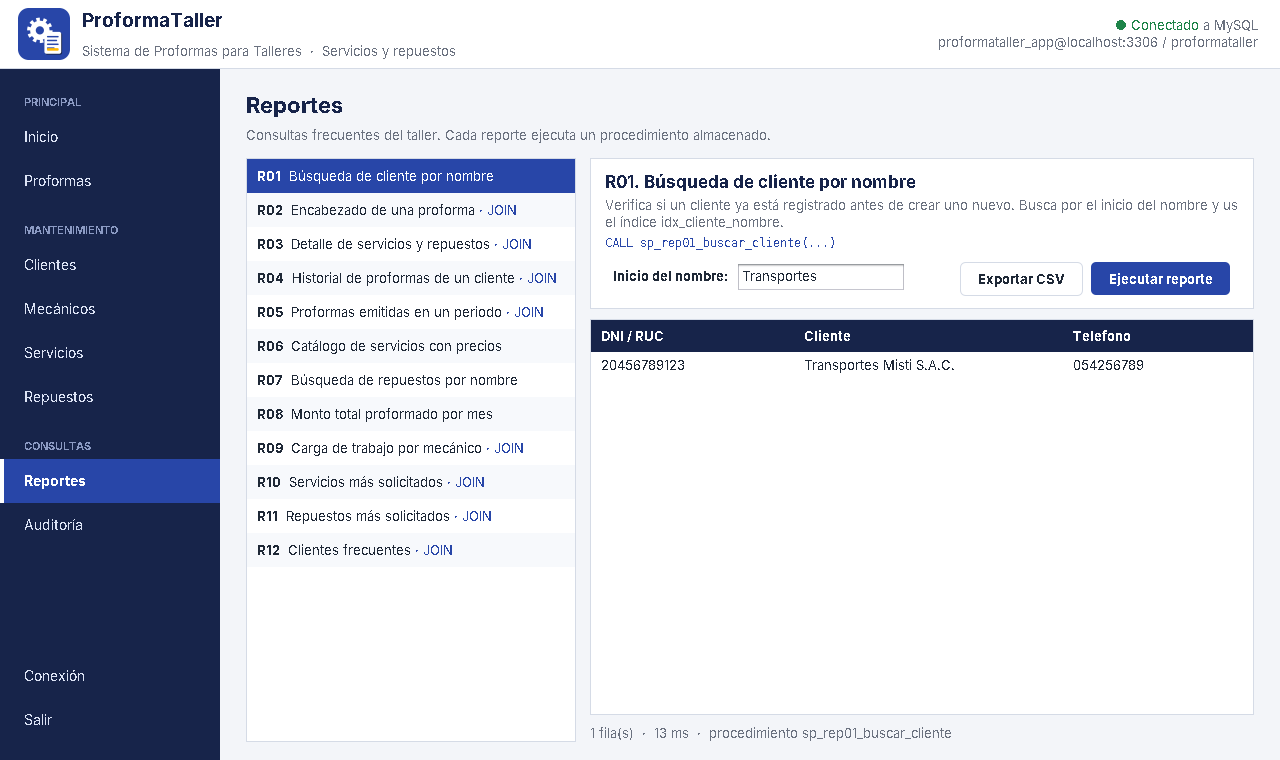 ProformaTaller
Sistema de Proformas para Talleres · Servicios y repuestos
Conectado a MySQL
proformataller_app@localhost:3306 / proformataller
PRINCIPAL
Inicio
Proformas
MANTENIMIENTO
Clientes
Mecánicos
Servicios
Repuestos
CONSULTAS
Reportes
Auditoría
Conexión
Salir
Reportes
Consultas frecuentes del taller. Cada reporte ejecuta un procedimiento almacenado.
R01 Búsqueda de cliente por nombre
R02 Encabezado de una proforma · JOIN
R03 Detalle de servicios y repuestos · JOIN
R04 Historial de proformas de un cliente · JOIN
R05 Proformas emitidas en un periodo · JOIN
R06 Catálogo de servicios con precios
R07 Búsqueda de repuestos por nombre
R08 Monto total proformado por mes
R09 Carga de trabajo por mecánico · JOIN
R10 Servicios más solicitados · JOIN
R11 Repuestos más solicitados · JOIN
R12 Clientes frecuentes · JOIN
R01. Búsqueda de cliente por nombre
Verifica si un cliente ya está registrado antes de crear uno nuevo. Busca por el inicio del nombre y us
el índice idx_cliente_nombre.
CALL sp_rep01_buscar_cliente(...)
Inicio del nombre: Transportes Exportar CSV Ejecutar reporte
DNI / RUC Cliente Telefono
20456789123 Transportes Misti S.A.C. 054256789
1 fila(s) · 13 ms · procedimiento sp_rep01_buscar_cliente